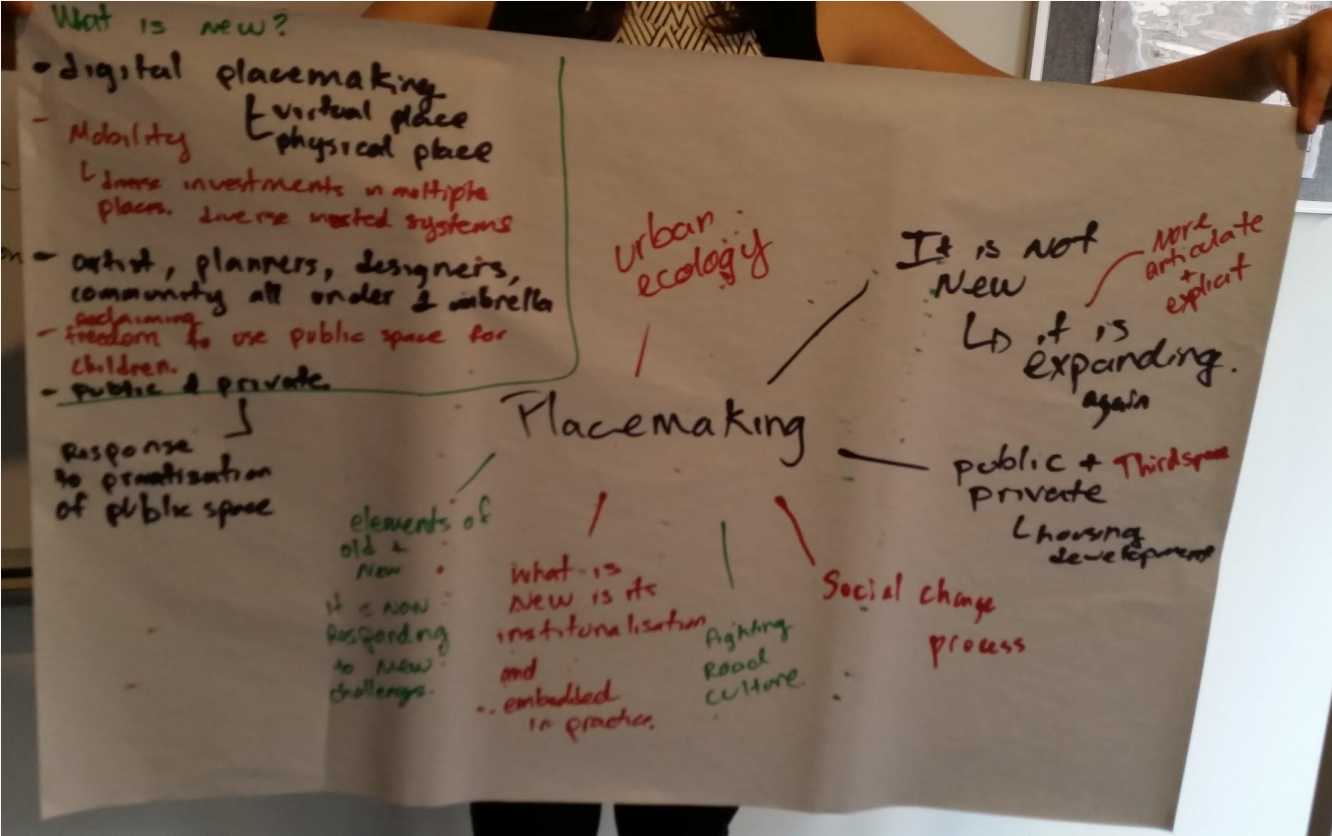 What is new?
• digital placemaking
virtual place
physical place
- Mobility
diverse investments in multiple
places. diverse nested systems
- artist, planners, designers,
community all under 1 umbrella
reclaiming
- freedom to use public space for
children.
- public & private
Response
to privatisation
of public space
urban
ecology
It is not
New
↳ it is
expanding.
again
More
articulate
+
explicit
Placemaking
public + Thirdspace
private
housing
development
elements of
old +
New
it is now
Responding
to new
challenges.
What is
New is its
institutionalisation
and
embedded
in practice.
fighting
Road
culture.
Social change
process